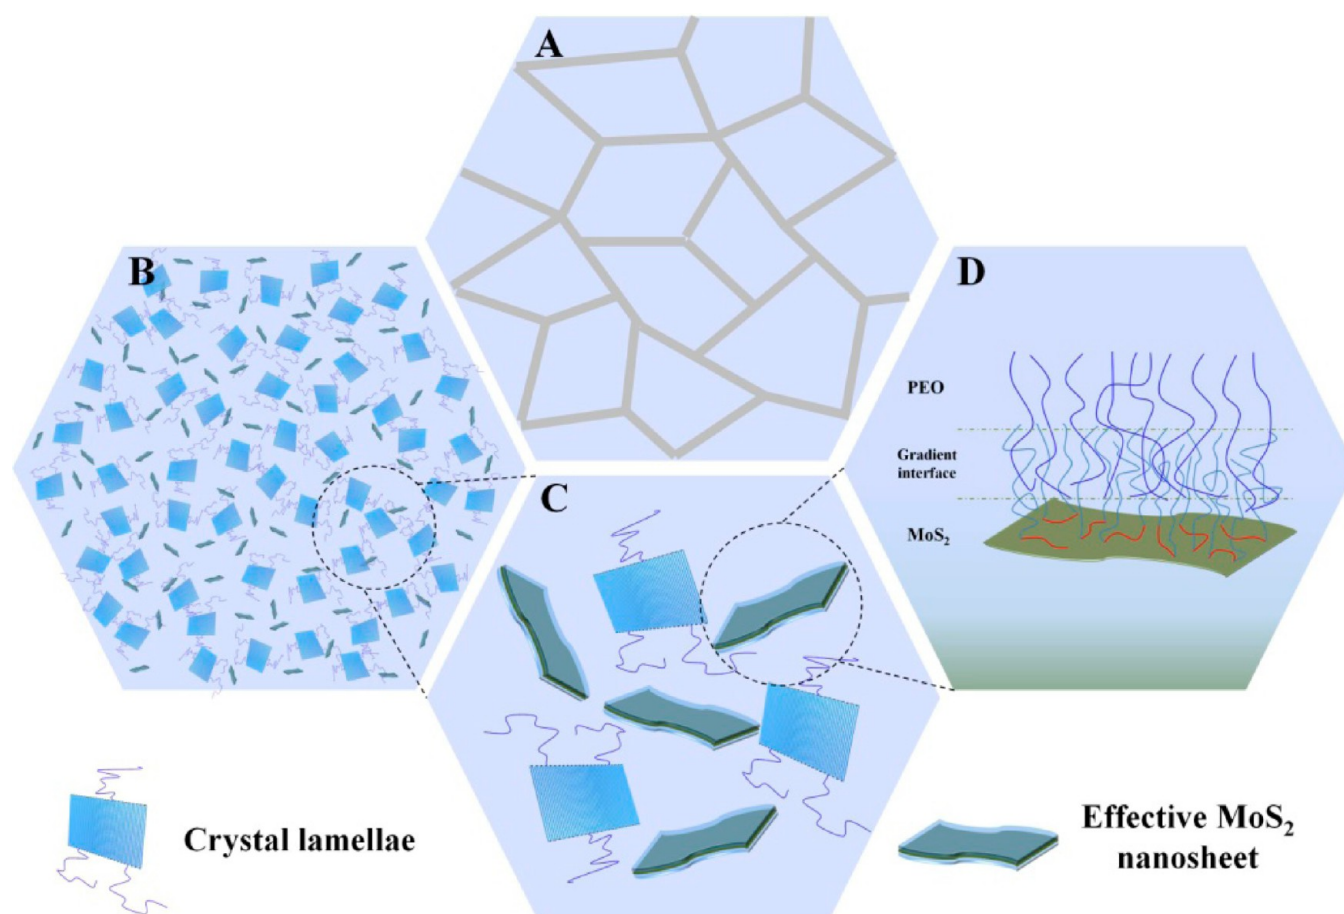 A
B
D
PEO
Gradient
interface
MoS₂
C
Crystal lamellae
Effective MoS₂
nanosheet